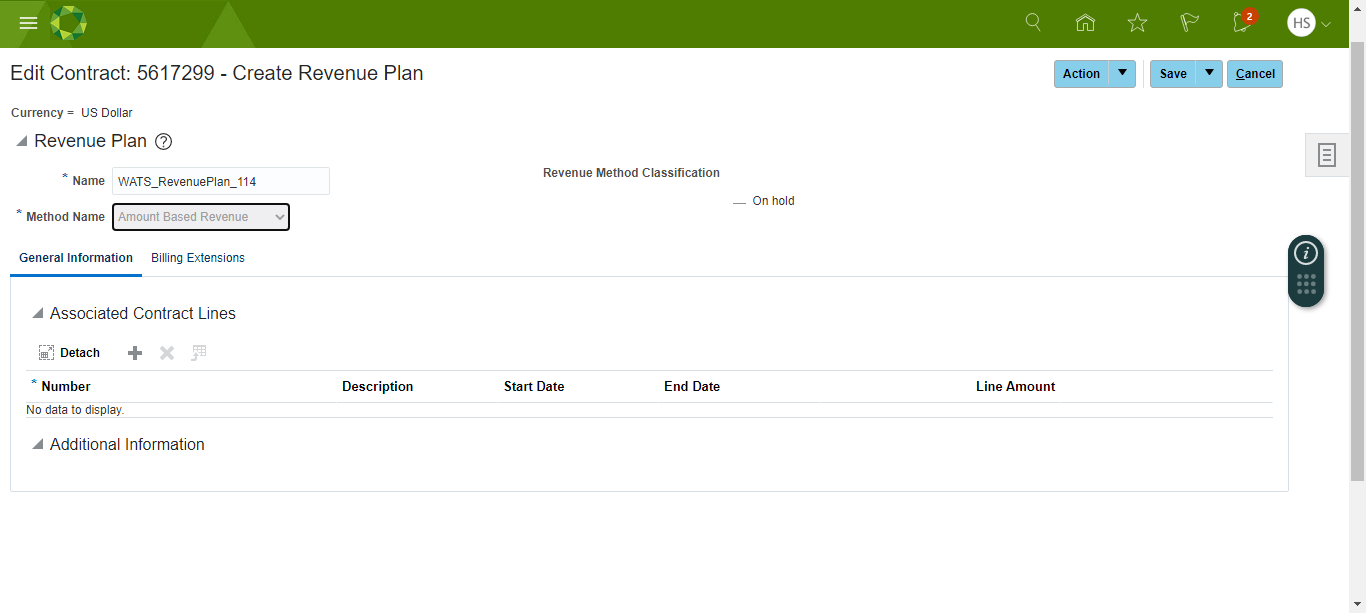 2
HS
Edit Contract: 5617299 - Create Revenue Plan
Action
Save
Cancel
Currency = US Dollar
Revenue Plan
* Name WATS_RevenuePlan_114
Revenue Method Classification
— On hold
* Method Name Amount Based Revenue
General Information Billing Extensions
Associated Contract Lines
Detach
* Number Description Start Date End Date Line Amount
No data to display.
Additional Information